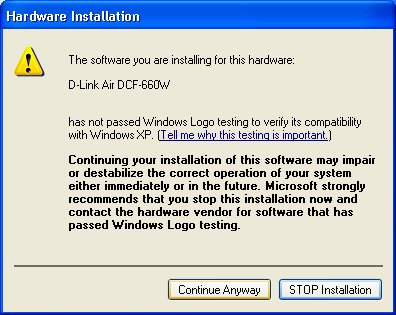 Hardware Installation
The software you are installing for this hardware:
D-Link Air DCF-660W
has not passed Windows Logo testing to verify its compatibility
with Windows XP. (Tell me why this testing is important.)
Continuing your installation of this software may impair
or destabilize the correct operation of your system
either immediately or in the future. Microsoft strongly
recommends that you stop this installation now and
contact the hardware vendor for software that has
passed Windows Logo testing.
Continue Anyway
STOP Installation